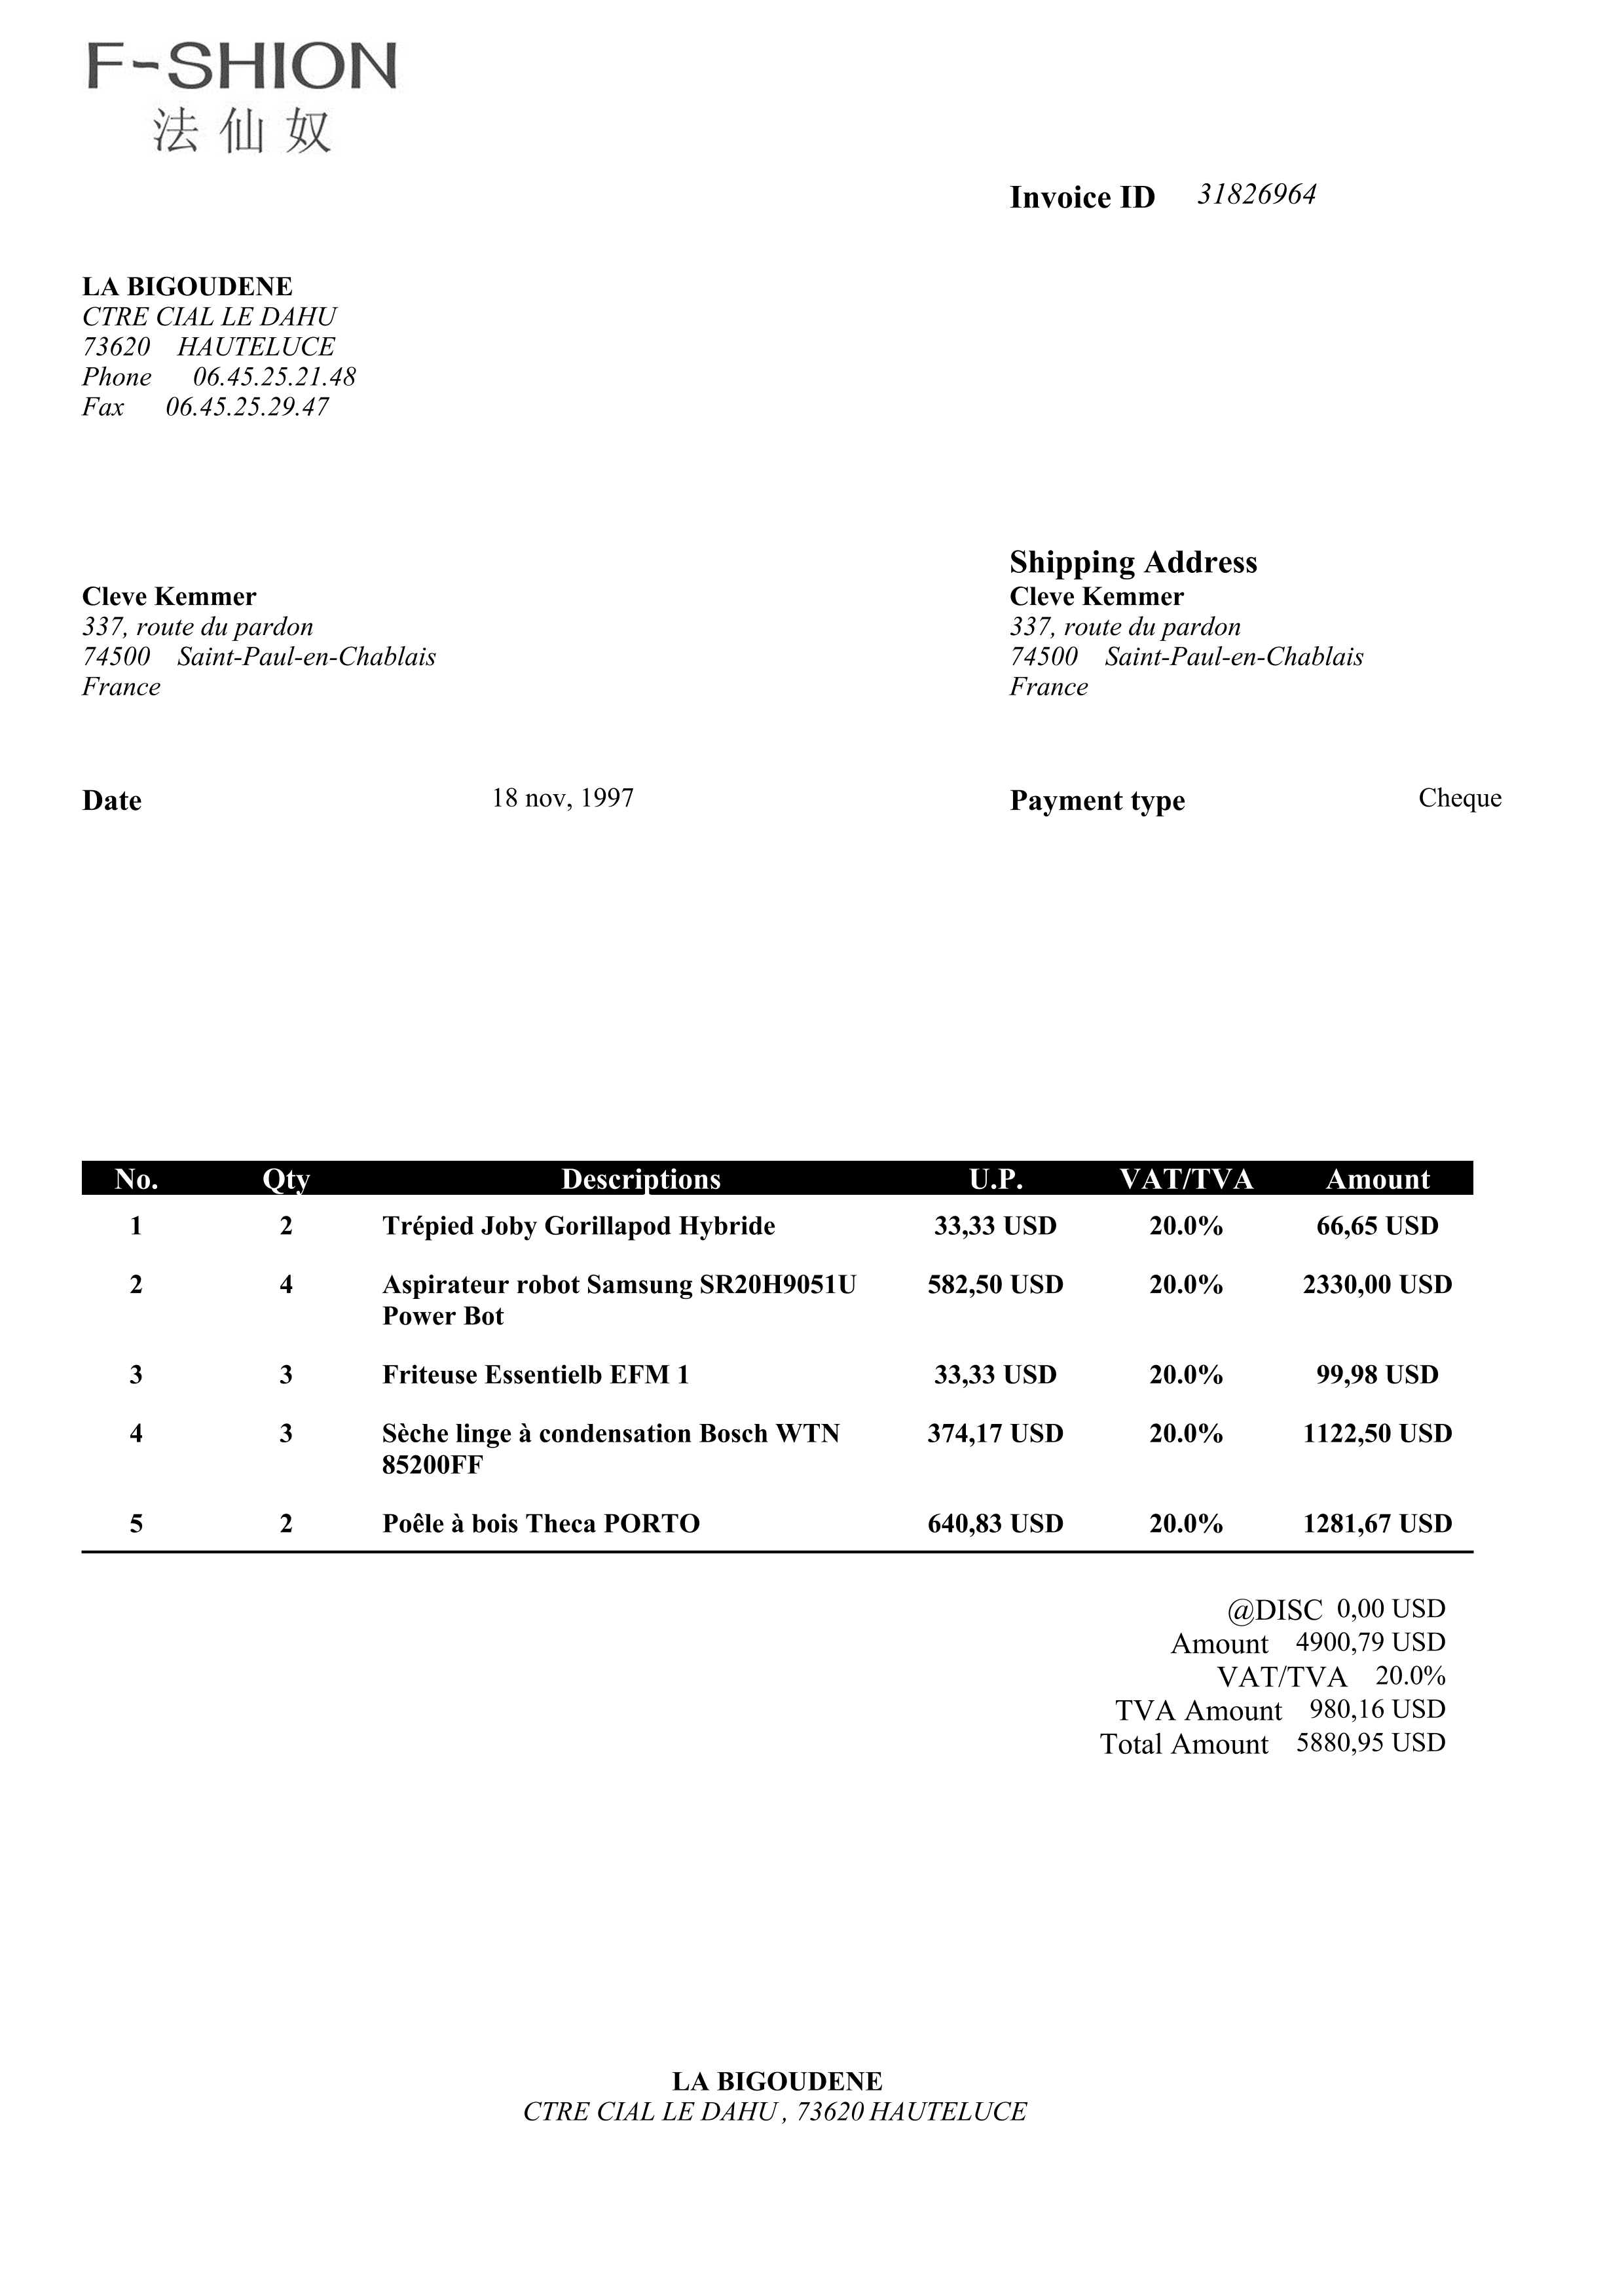 F-SHION
法仙奴
Invoice ID 31826964
LA BIGOUDENE
CTRE CIAL LE DAHU
73620 HAUTELUCE
Phone 06.45.25.21.48
Fax 06.45.25.29.47
Shipping Address
Cleve Kemmer Cleve Kemmer
337, route du pardon 337, route du pardon
74500 Saint-Paul-en-Chablais 74500 Saint-Paul-en-Chablais
France France
Date 18 nov, 1997 Payment type Cheque
No. Qty Descriptions U.P. VAT/TVA Amount
1 2 Trépied Joby Gorillapod Hybride 33,33 USD 20.0% 66,65 USD
2 4 Aspirateur robot Samsung SR20H9051U 582,50 USD 20.0% 2330,00 USD
Power Bot
3 3 Friteuse Essentielb EFM 1 33,33 USD 20.0% 99,98 USD
4 3 Sèche linge à condensation Bosch WTN 374,17 USD 20.0% 1122,50 USD
85200FF
5 2 Poêle à bois Theca PORTO 640,83 USD 20.0% 1281,67 USD
@DISC 0,00 USD
Amount 4900,79 USD
VAT/TVA 20.0%
TVA Amount 980,16 USD
Total Amount 5880,95 USD
LA BIGOUDENE
CTRE CIAL LE DAHU , 73620 HAUTELUCE